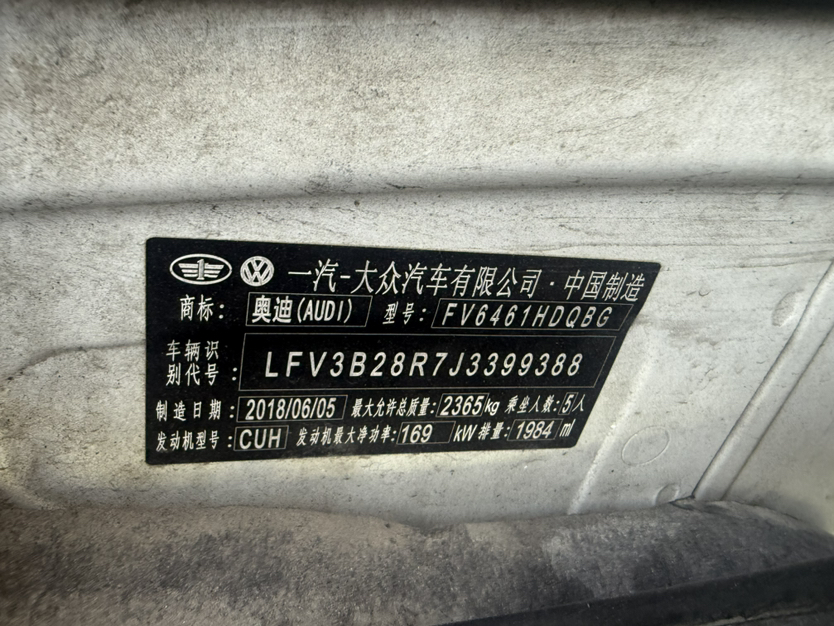 一汽-大众汽车有限公司·中国制造
商标: 奥迪(AUDI) 型号: FV6461HDQBG
车辆识别代号: LFV3B28R7J3399388
制造日期: 2018/06/05 最大允许总质量: 2365kg 乘坐人数: 5人
发动机型号: CUH 发动机最大净功率: 169 kW 排量: 1984 ml